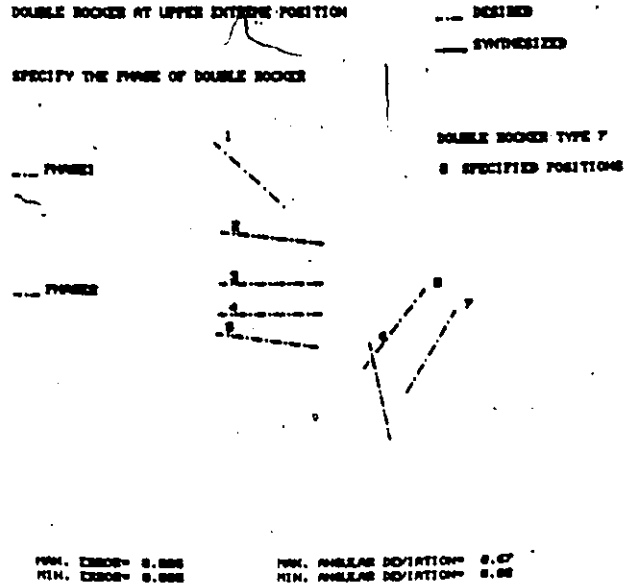 DOUBLE ROCKER AT UPPER EXTREME POSITION
DESIRED
SYNTHESIZED
SPECIFY THE PHASE OF DOUBLE ROCKER
1
DOUBLE ROCKER TYPE 7
PHASE1
8 SPECIFIED POSITIONS
2
3
8
PHASE2
4
7
5
6
MAX. ERROR=
MAX. ANGULAR DEVIATION=
MIN. ERROR=
MIN. ANGULAR DEVIATION=